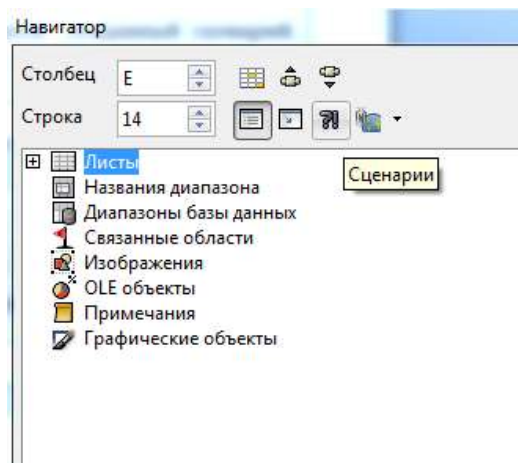 Навигатор
Столбец E
Строка 14
Сценарии
Листы
Названия диапазона
Диапазоны базы данных
Связанные области
Изображения
OLE объекты
Примечания
Графические объекты